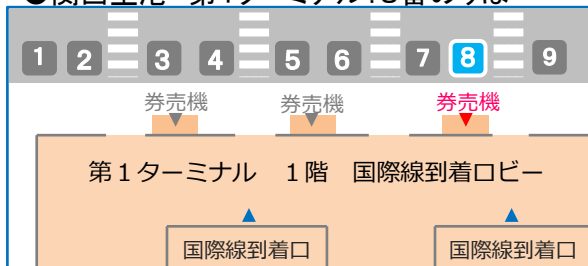 1 2 3 4 5 6 7 8 9
券売機 券売機 券売機
第1ターミナル 1階 国際線到着ロビー
国際線到着口 国際線到着口